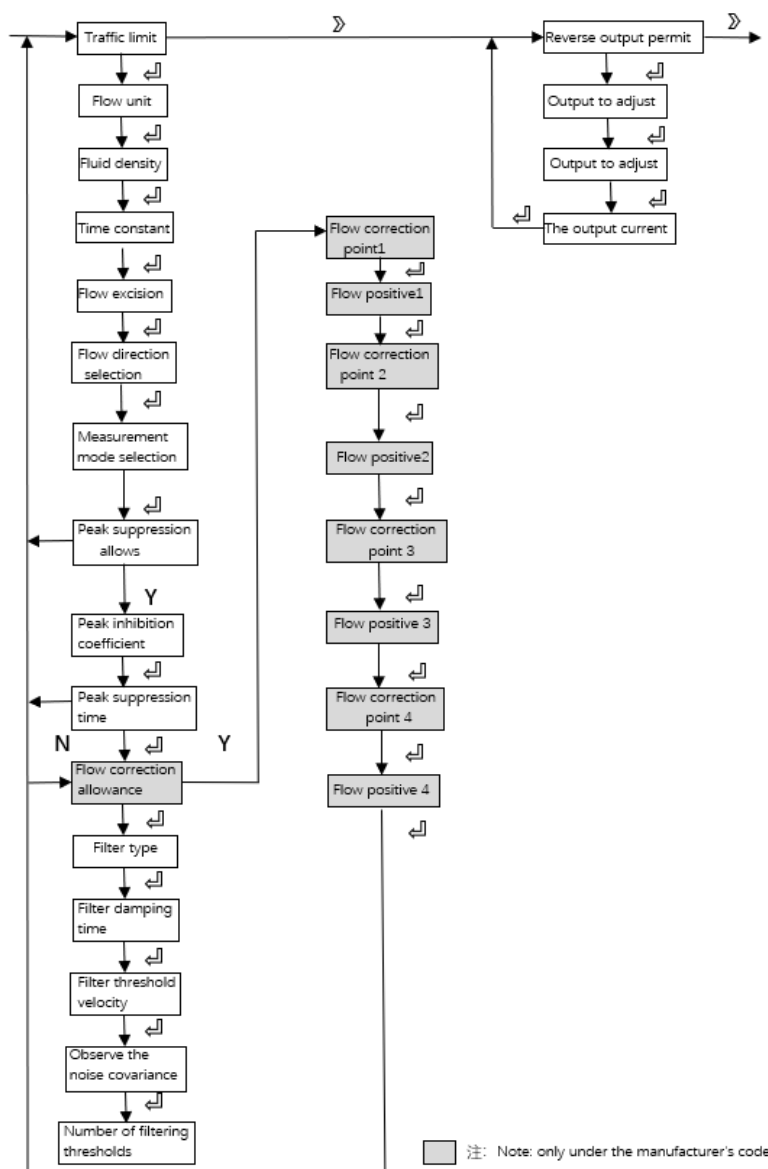 Traffic limit
Flow unit
Fluid density
Time constant
Flow excision
Flow direction
selection
Measurement
mode selection
Peak suppression
allows
Y
Peak inhibition
coefficient
Peak suppression
time
N
Y
Flow correction
allowance
Filter type
Filter damping
time
Filter threshold
velocity
Observe the
noise covariance
Number of filtering
thresholds
Flow correction
point1
Flow positive1
Flow correction
point 2
Flow positive2
Flow correction
point 3
Flow positive 3
Flow correction
point 4
Flow positive 4
Reverse output permit
Output to adjust
Output to adjust
The output current
注: Note: only under the manufacturer's code